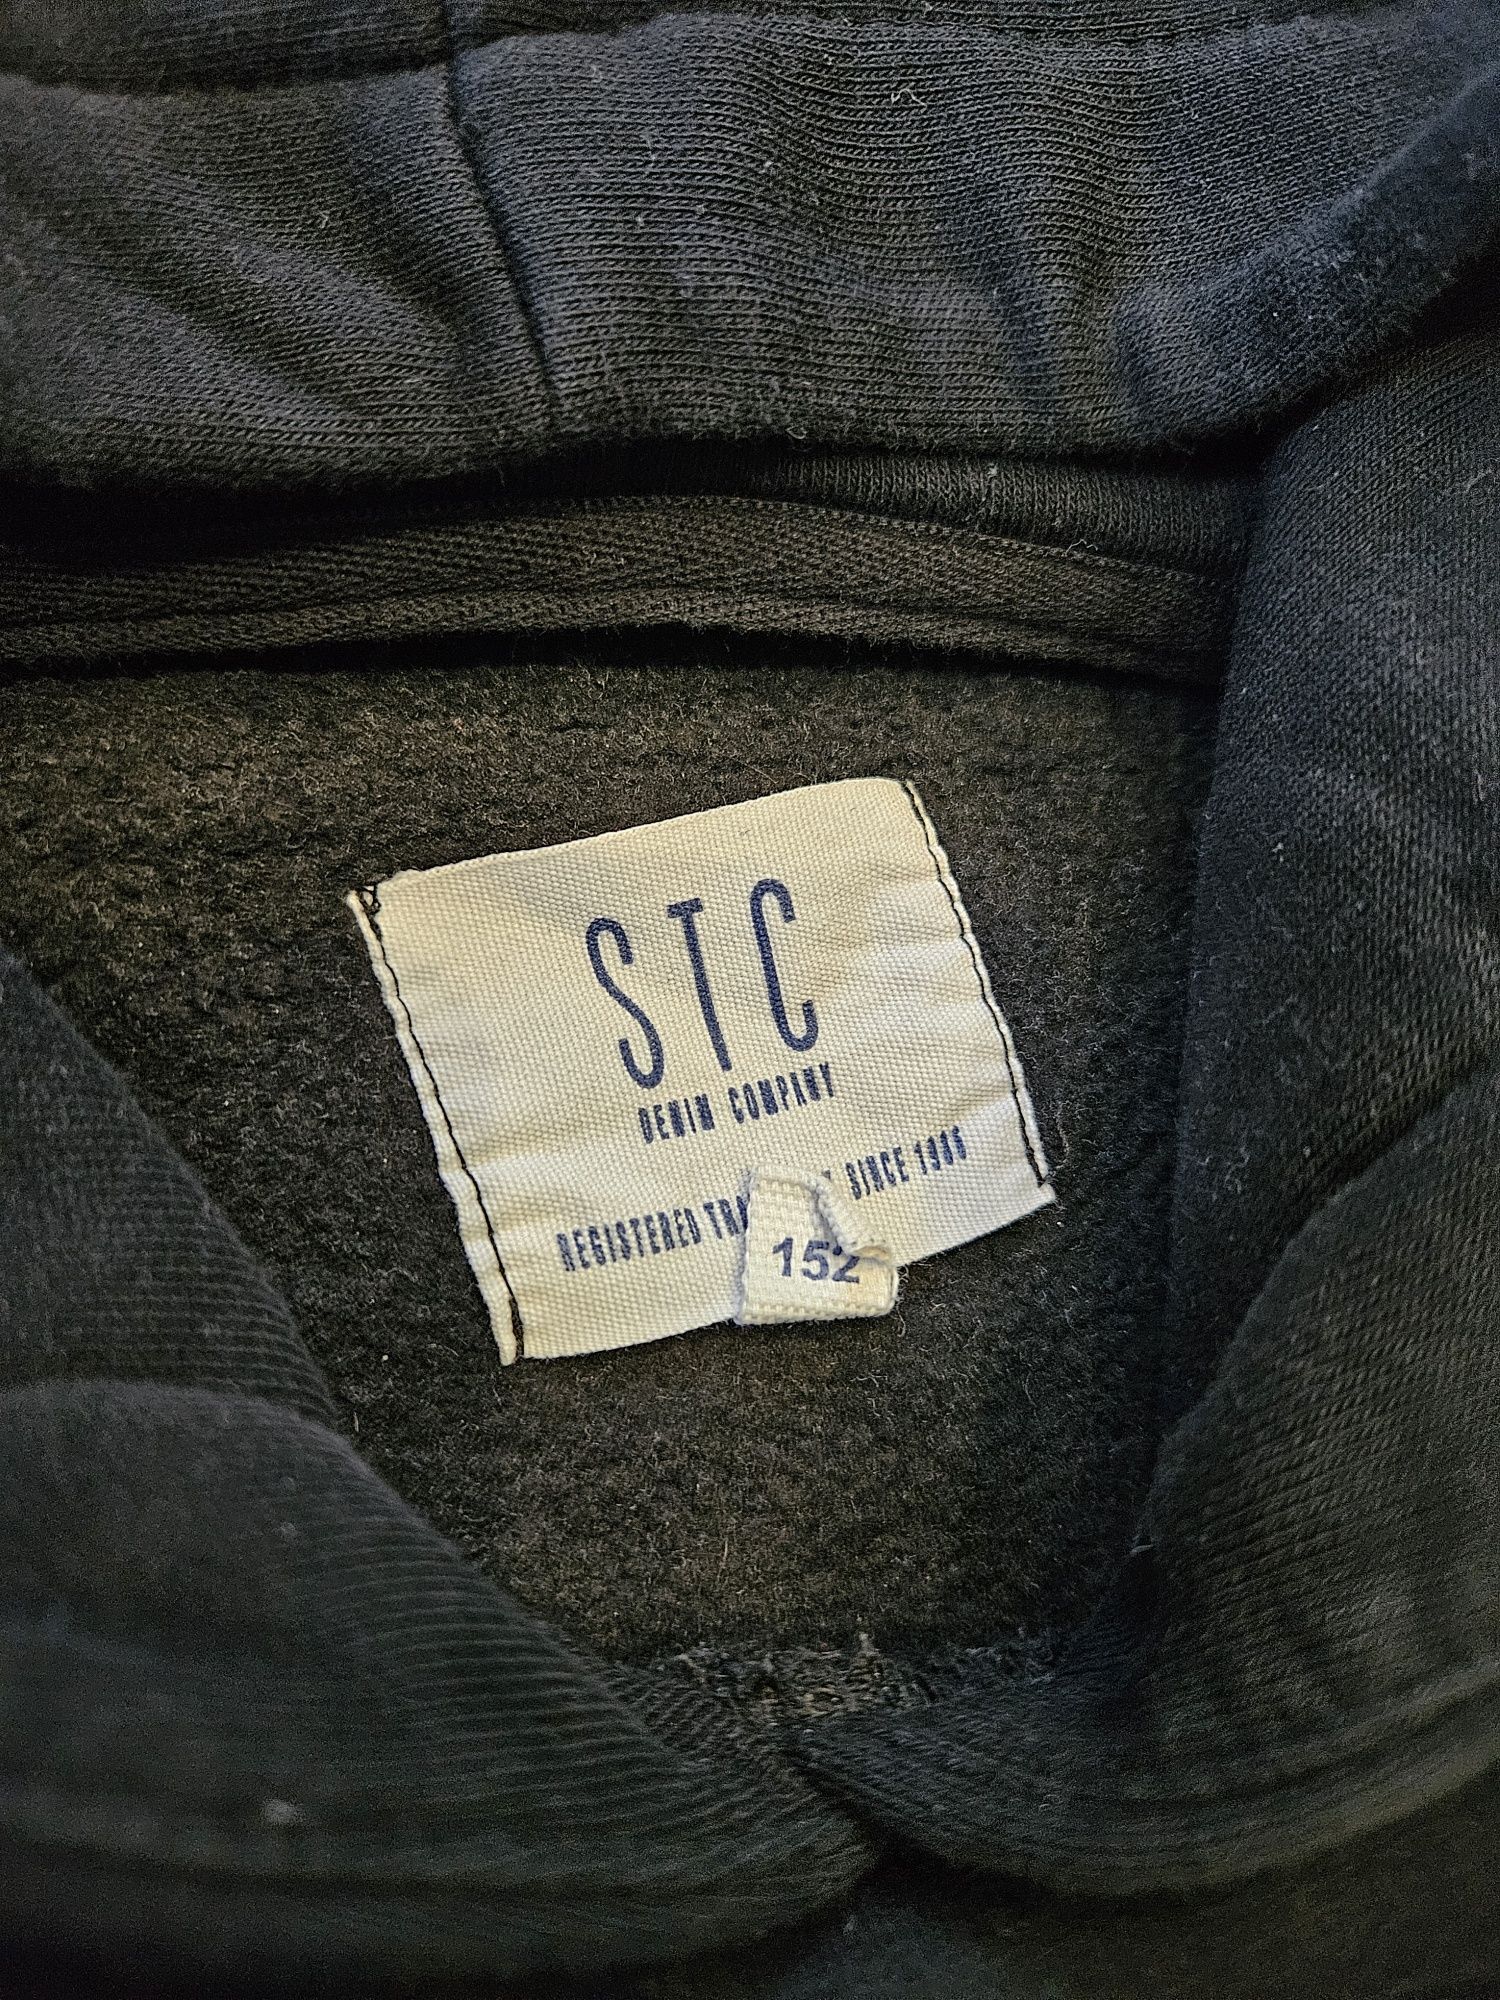 STC
DENIM COMPANY
REGISTERED SINCE 1986
152